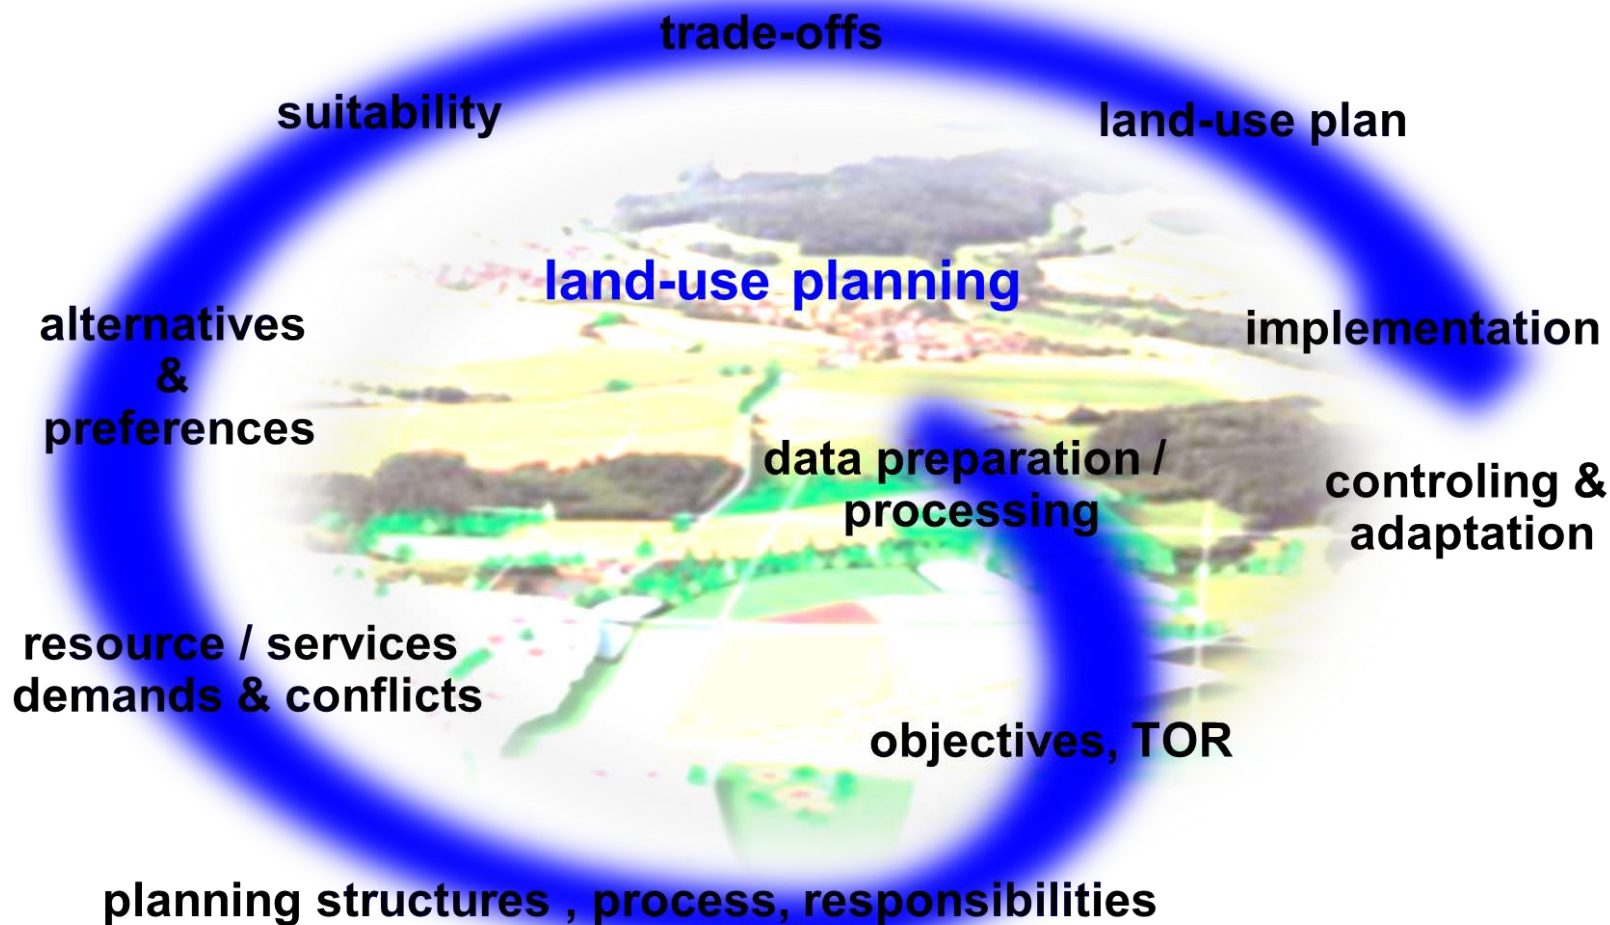 trade-offs
suitability
land-use plan
land-use planning
alternatives
&
preferences
implementation
data preparation /
processing
controling &
adaptation
resource / services
demands & conflicts
objectives, TOR
planning structures , process, responsibilities